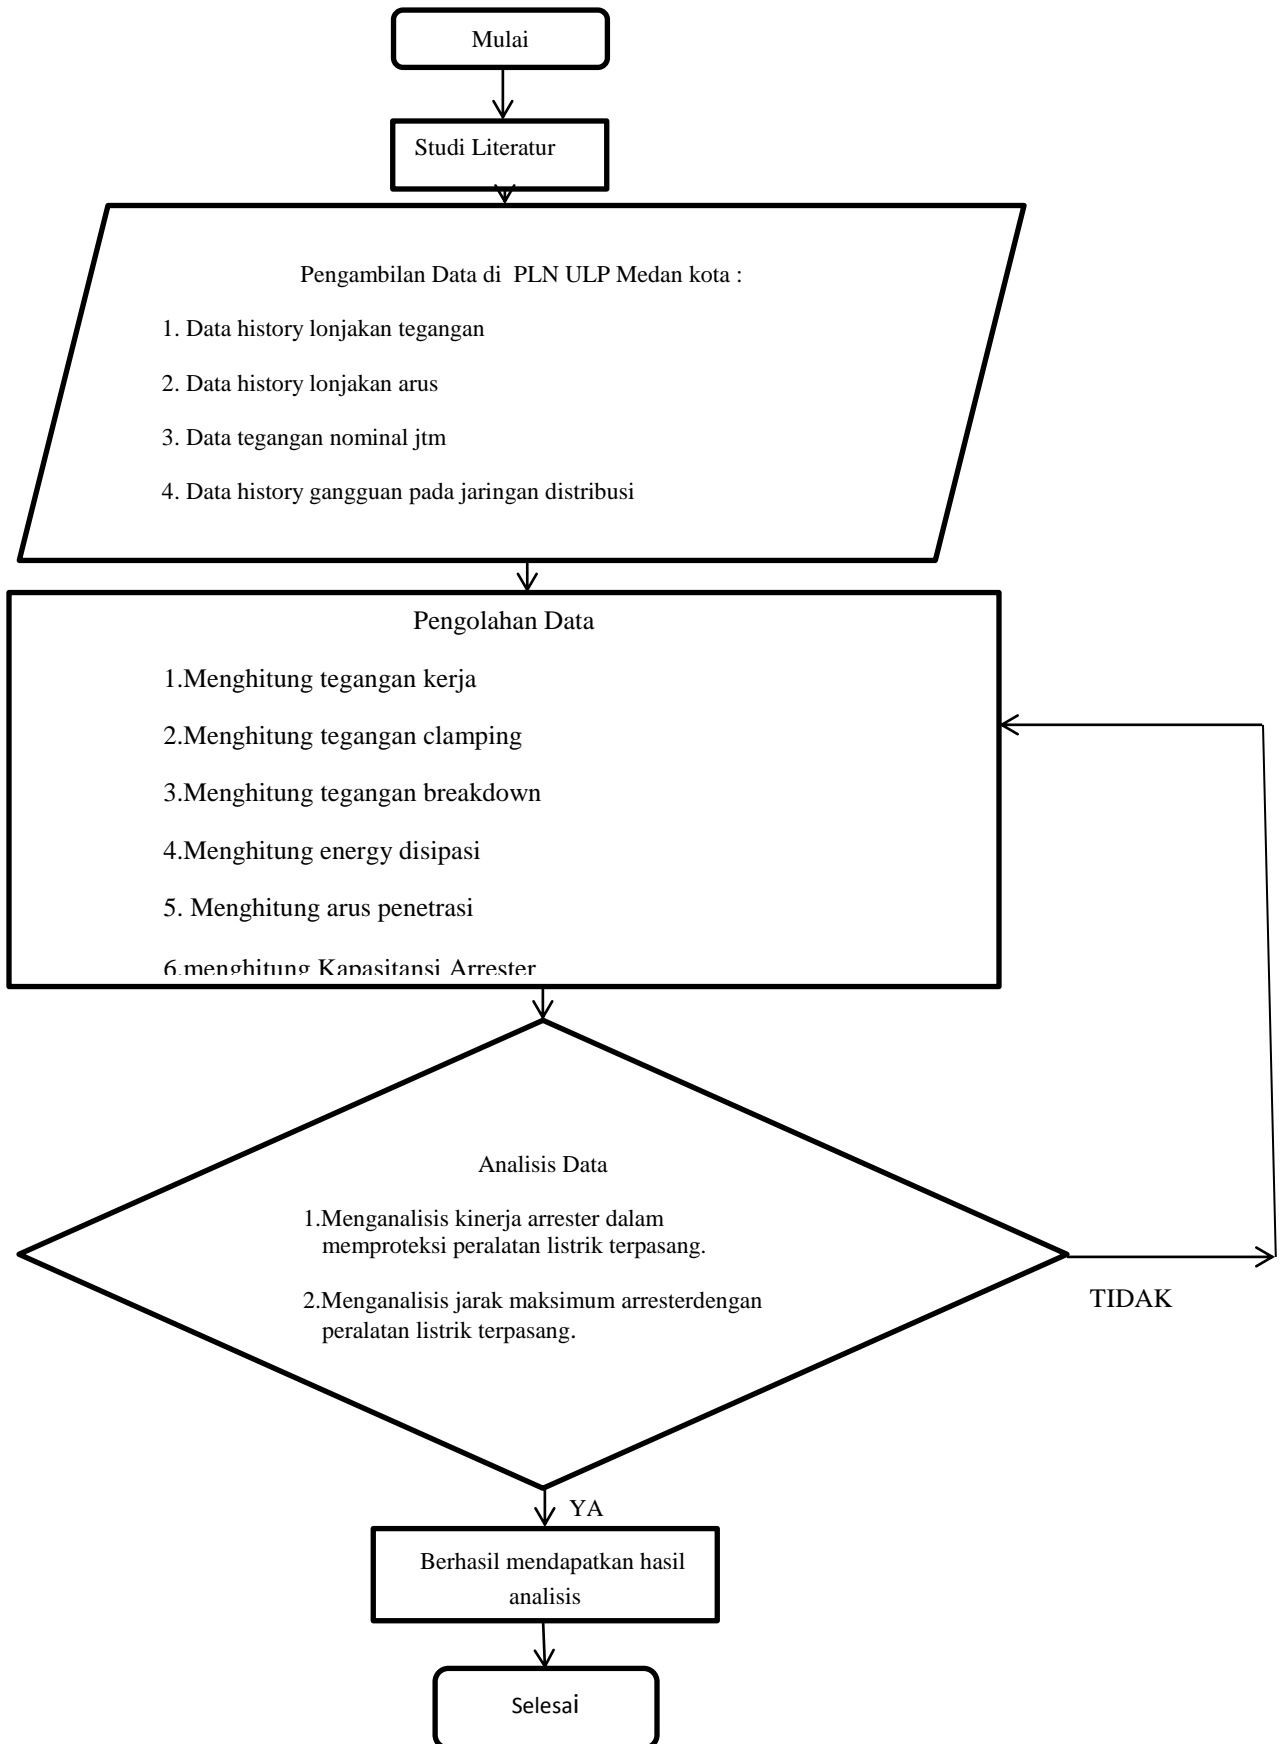 Mulai
Studi Literatur
Pengambilan Data di PLN ULP Medan kota :
1. Data history lonjakan tegangan
2. Data history lonjakan arus
3. Data tegangan nominal jtm
4. Data history gangguan pada jaringan distribusi
Pengolahan Data
1.Menghitung tegangan kerja
2.Menghitung tegangan clamping
3.Menghitung tegangan breakdown
4.Menghitung energy disipasi
5. Menghitung arus penetrasi
6.menghitung Kapasitansi Arrester
Analisis Data
1.Menganalisis kinerja arrester dalam
memproteksi peralatan listrik terpasang.
2.Menganalisis jarak maksimum arresterdengan
peralatan listrik terpasang.
TIDAK
YA
Berhasil mendapatkan hasil
analisis
Selesai